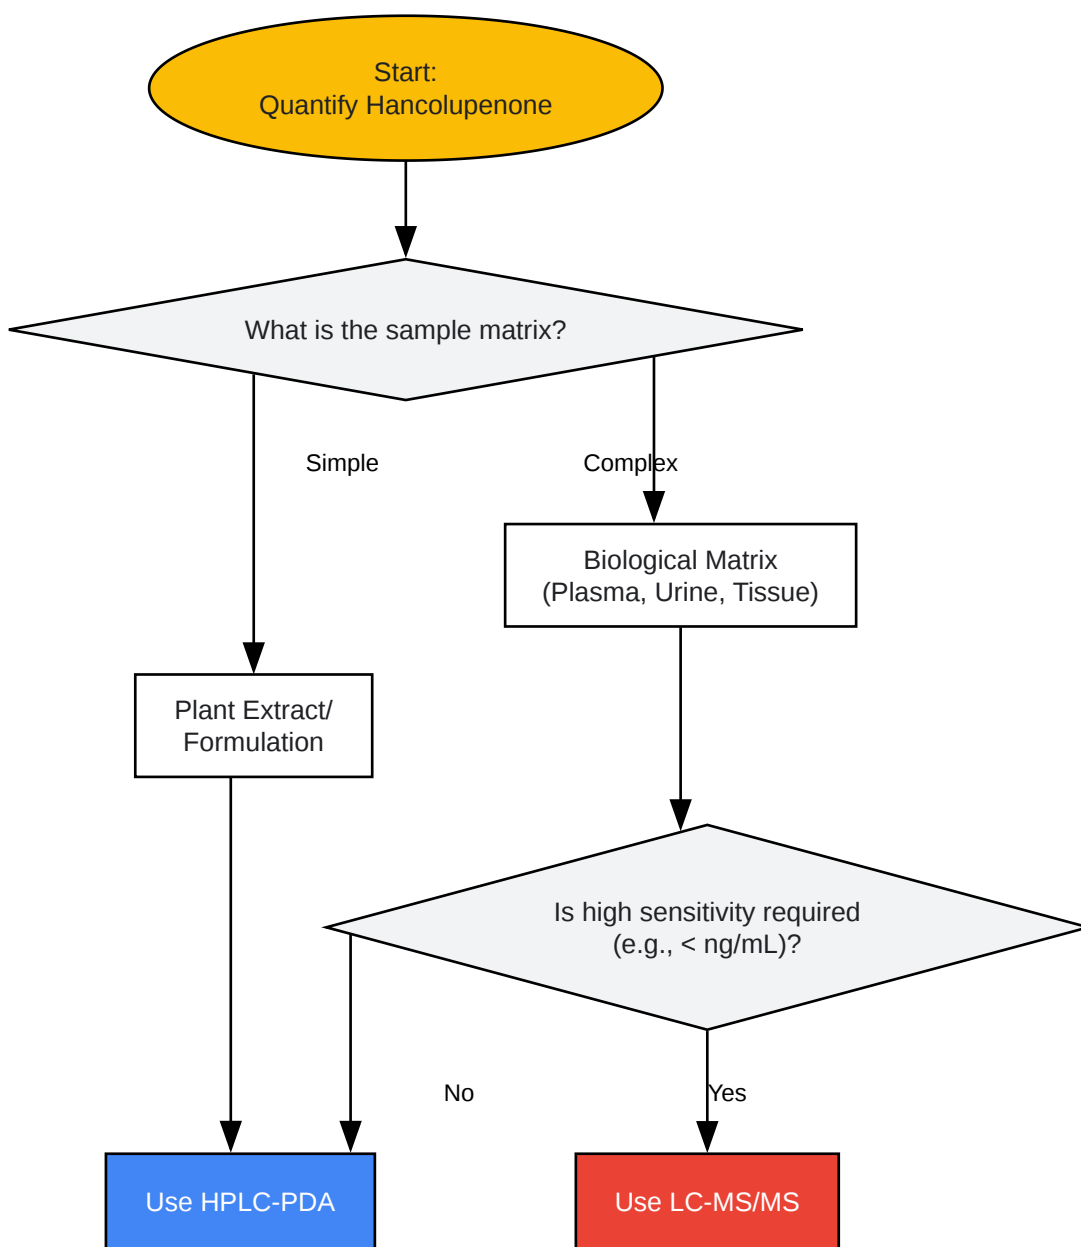 Start:
Quantify Hancolupenone
What is the sample matrix?
Simple
Complex
Biological Matrix
(Plasma, Urine, Tissue)
Plant Extract/
Formulation
Is high sensitivity required
(e.g., < ng/mL)?
No
Yes
Use HPLC-PDA
Use LC-MS/MS